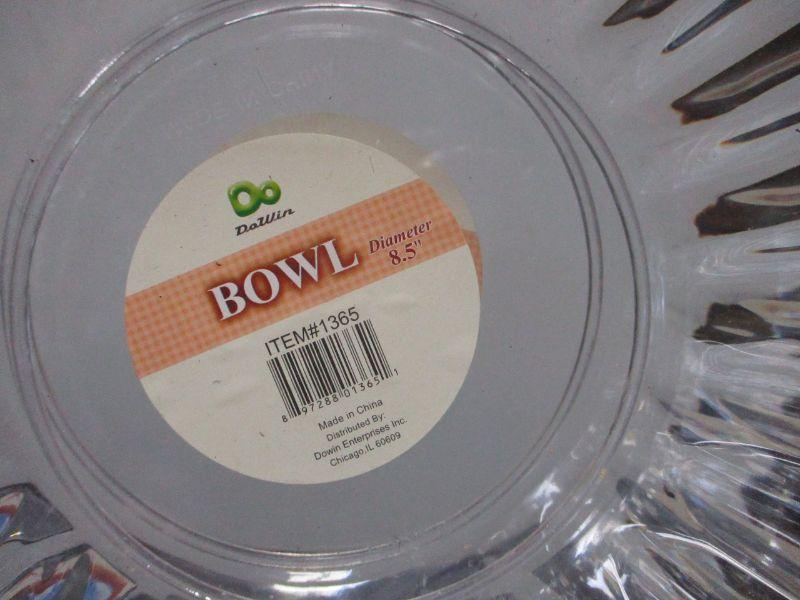 Do
DoWin
BOWL
Diameter
8.5"
ITEM#1365
8 97288 01365 1
Made in China
Distributed By:
Dowin Enterprises Inc.
Chicago,IL 60609